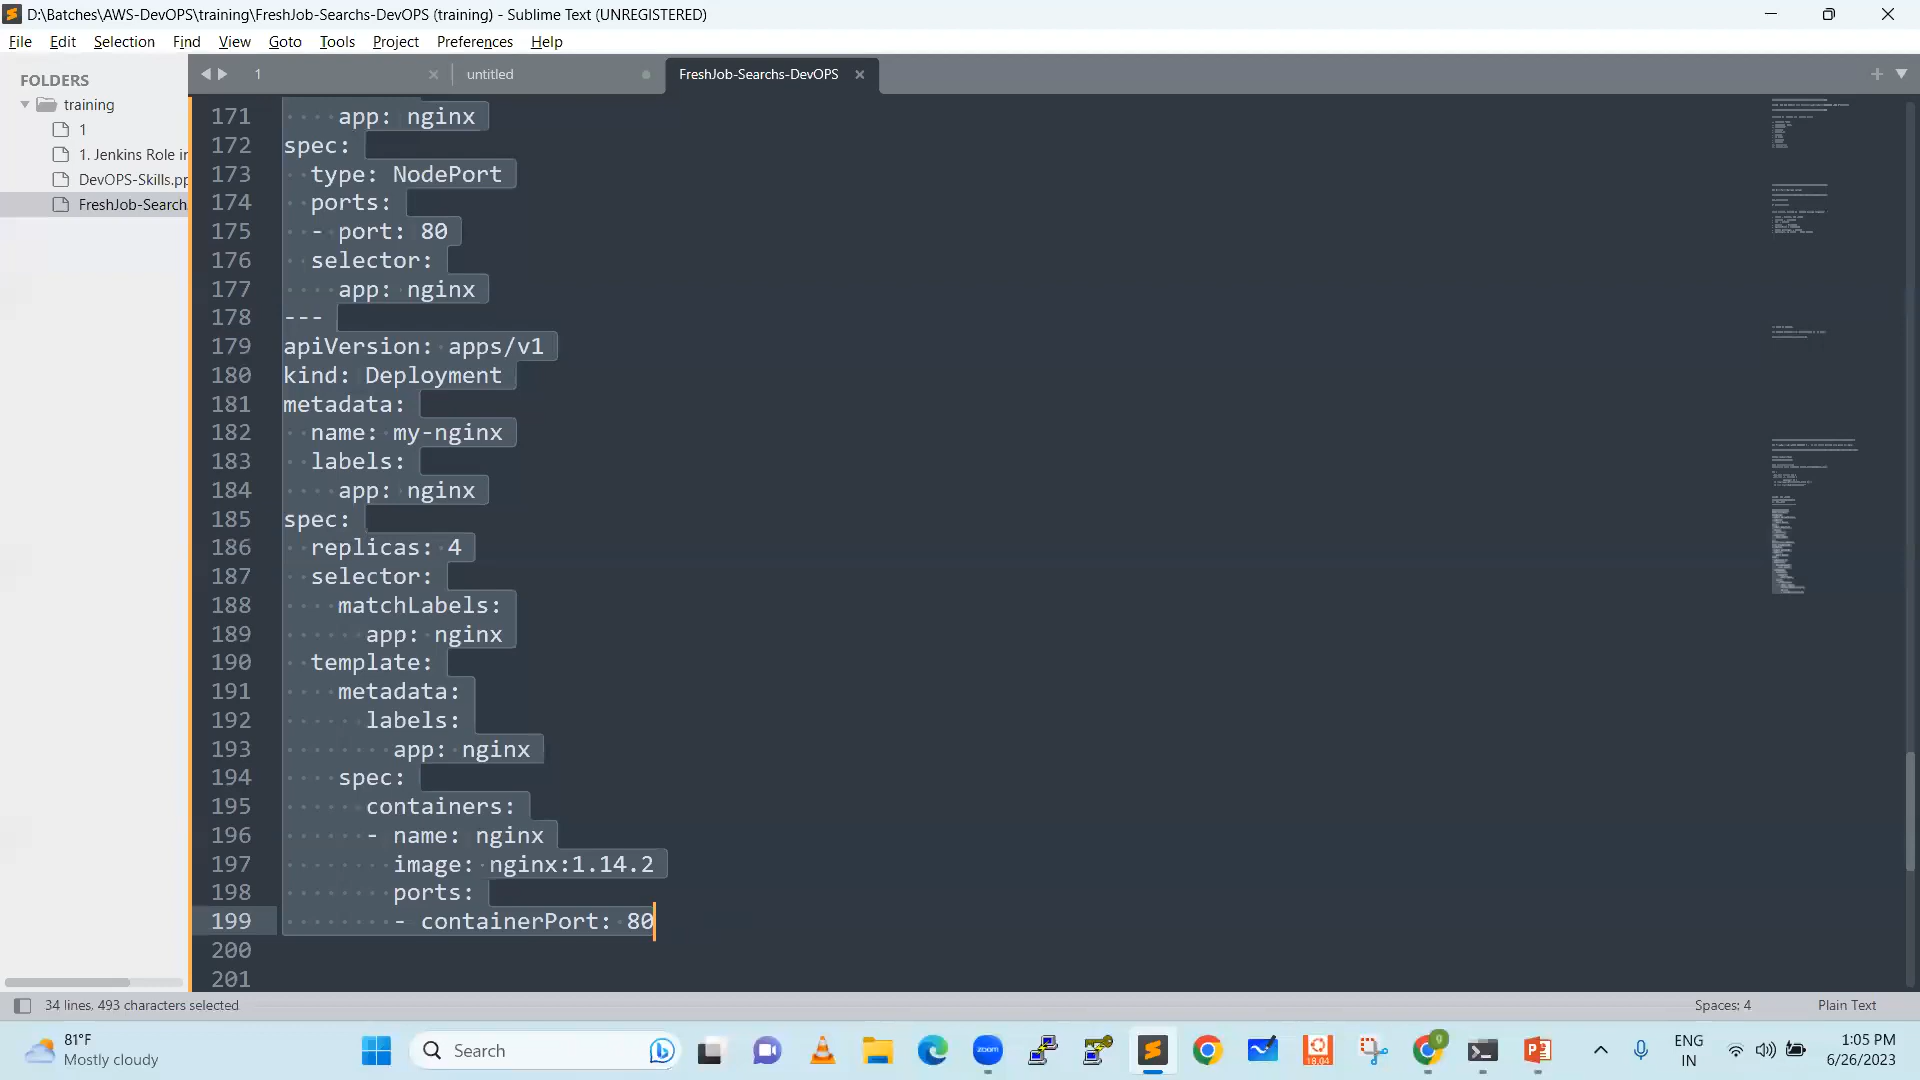 D:\Batches\AWS-DevOPS\training\FreshJob-Searchs-DevOPS (training) - Sublime Text (UNREGISTERED)
File Edit Selection Find View Goto Tools Project Preferences Help
FOLDERS
training
1
1. Jenkins Role in
DevOPS-Skills.pp
FreshJob-Search
1
untitled
FreshJob-Searchs-DevOPS
171 app: nginx
172 spec:
173 type: NodePort
174 ports:
175 - port: 80
176 selector:
177 app: nginx
178 ---
179 apiVersion: apps/v1
180 kind: Deployment
181 metadata:
182 name: my-nginx
183 labels:
184 app: nginx
185 spec:
186 replicas: 4
187 selector:
188 matchLabels:
189 app: nginx
190 template:
191 metadata:
192 labels:
193 app: nginx
194 spec:
195 containers:
196 - name: nginx
197 image: nginx:1.14.2
198 ports:
199 - containerPort: 80
200
201
34 lines, 493 characters selected
Spaces: 4
Plain Text
81°F
Mostly cloudy
Search
zoom
18.04
9
ENG
IN
1:05 PM
6/26/2023